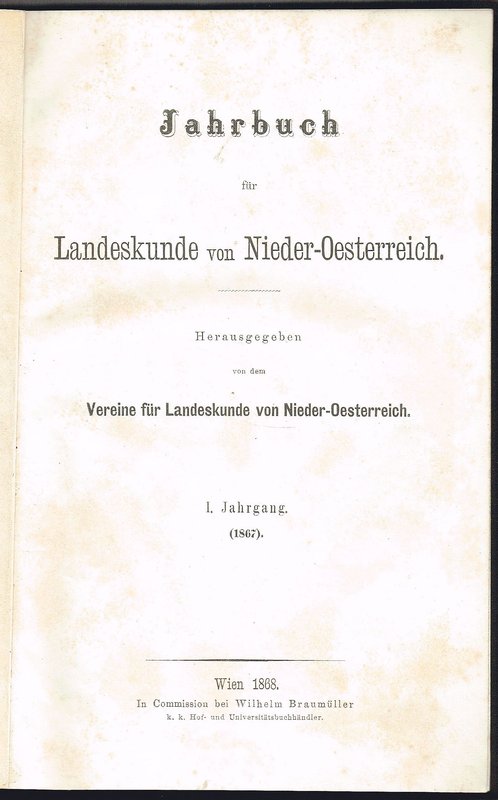 Jahrbuch
für
Landeskunde von Nieder-Oesterreich.
Herausgegeben
von dem
Vereine für Landeskunde von Nieder-Oesterreich.
I. Jahrgang.
(1867).
Wien 1868.
In Commission bei Wilhelm Braumüller
k. k. Hof- und Universitätsbuchhändler.